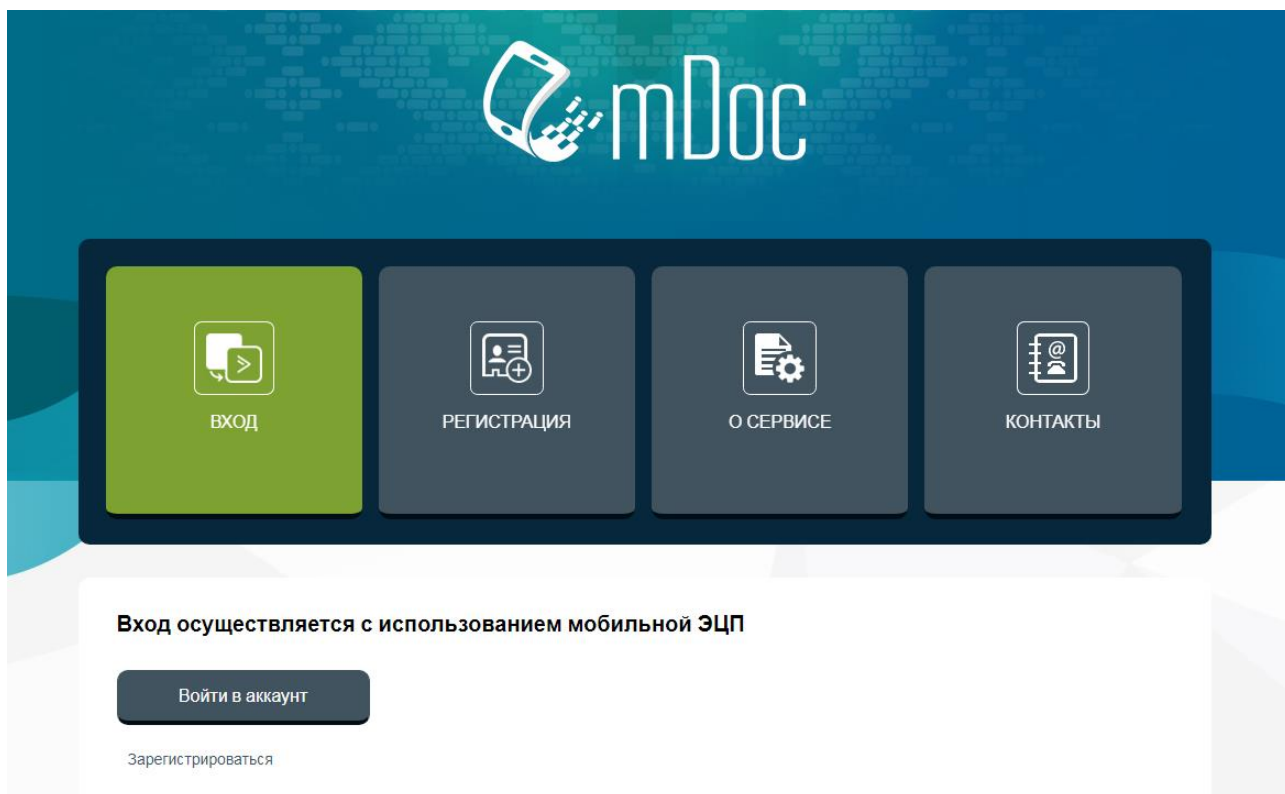 mDoc
ВХОД
РЕГИСТРАЦИЯ
О СЕРВИСЕ
КОНТАКТЫ
Вход осуществляется с использованием мобильной ЭЦП
Войти в аккаунт
Зарегистрироваться